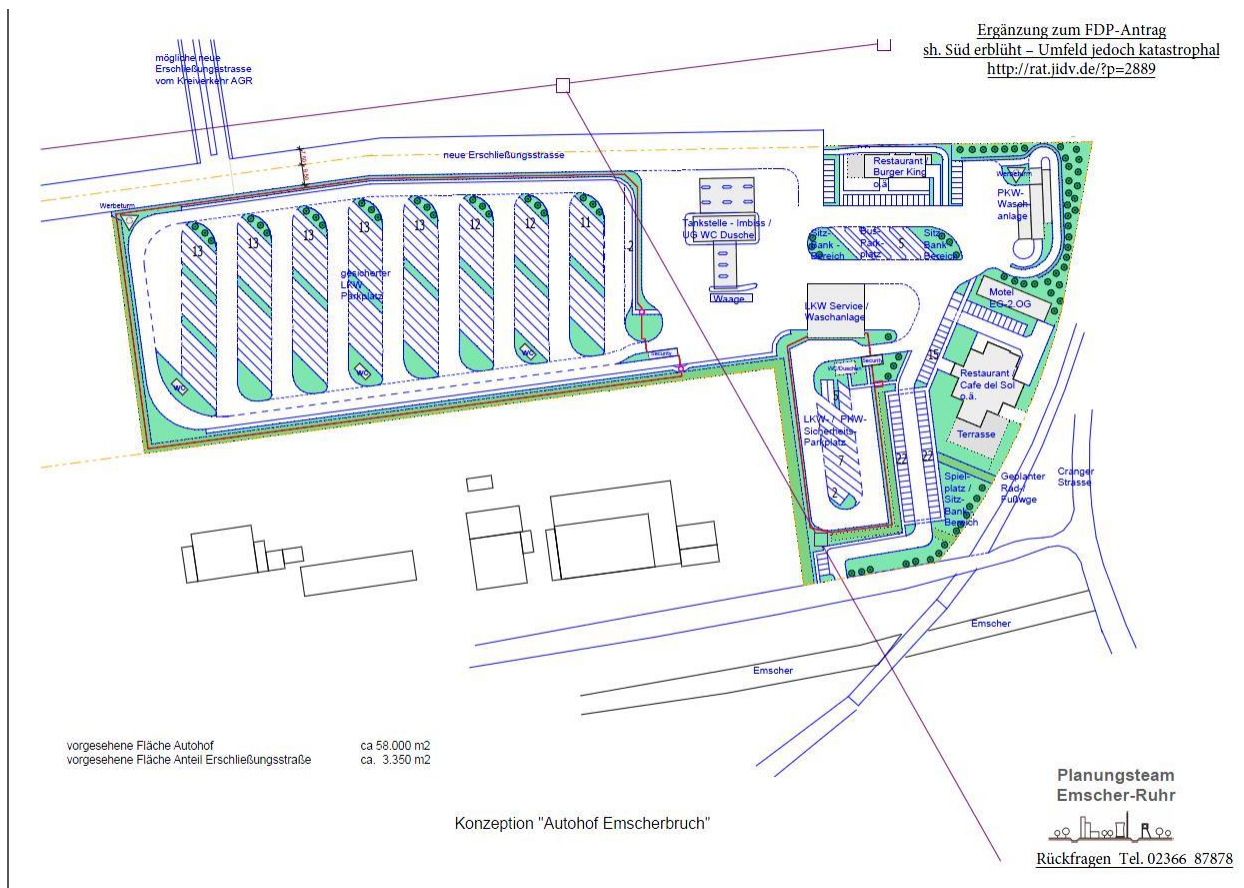 Ergänzung zum FDP-Antrag
sh. Süd erblüht – Umfeld jedoch katastrophal
http://rat.jidv.de/?p=2889
mögliche neue
Erschließungsstrasse
vom Kreiverkehr AGR
neue Erschließungsstrasse
Restaurant
Burger King
o.ä.
Werbeturm
PKW-
Wasch
anlage
Werbeturm
13
13
13
13
13
12
12
11
2
gesicherter
LKW
Parkplatz
WC
WC
WC
Security
Tankstelle - Imbiss /
UG WC Dusche
Waage
Sitz-
Bank -
Bereich
Bus-
Park-
platz
5
Sitz-
Bank
Bereich
LKW Service /
Waschanlage
Motel
EG-2.OG
15
Restaurant
Cafe del Sol
o.ä.
Terrasse
WC/Dusche
Security
5
LKW- / PKW-
Sicherheits-
Parkplatz
7
2
22
22
Spiel-
platz /
Sitz-
Bank
Bereich
Geplanter
Rad-/
Fußwge
Cranger
Strasse
Emscher
Emscher
vorgesehene Fläche Autohof ca 58.000 m2
vorgesehene Fläche Anteil Erschließungsstraße ca. 3.350 m2
Konzeption "Autohof Emscherbruch"
Planungsteam
Emscher-Ruhr
Rückfragen Tel. 02366 87878